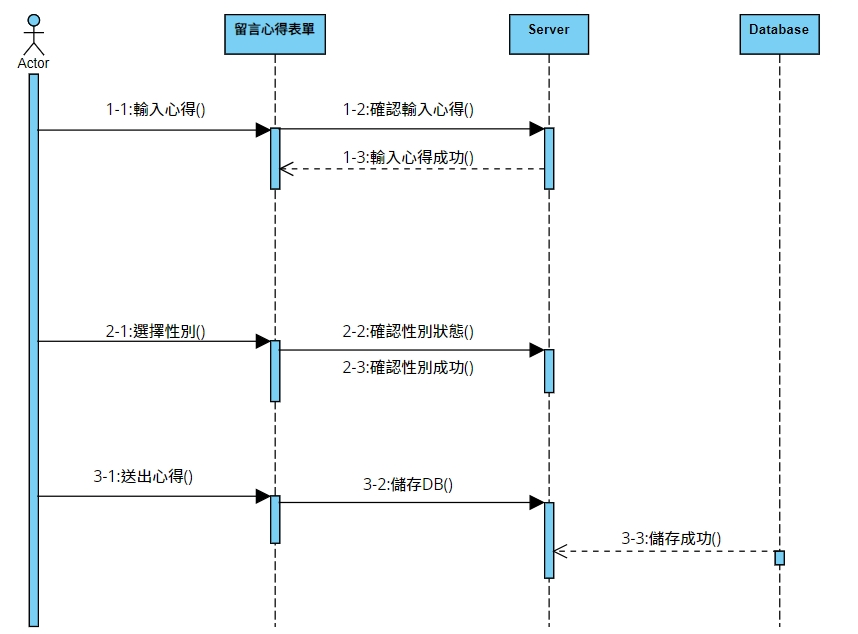 留言心得表單
Server
Database
Actor
1-1:輸入心得()
1-2:確認輸入心得()
1-3:輸入心得成功()
2-1:選擇性別()
2-2:確認性別狀態()
2-3:確認性別成功()
3-1:送出心得()
3-2:儲存DB()
3-3:儲存成功()